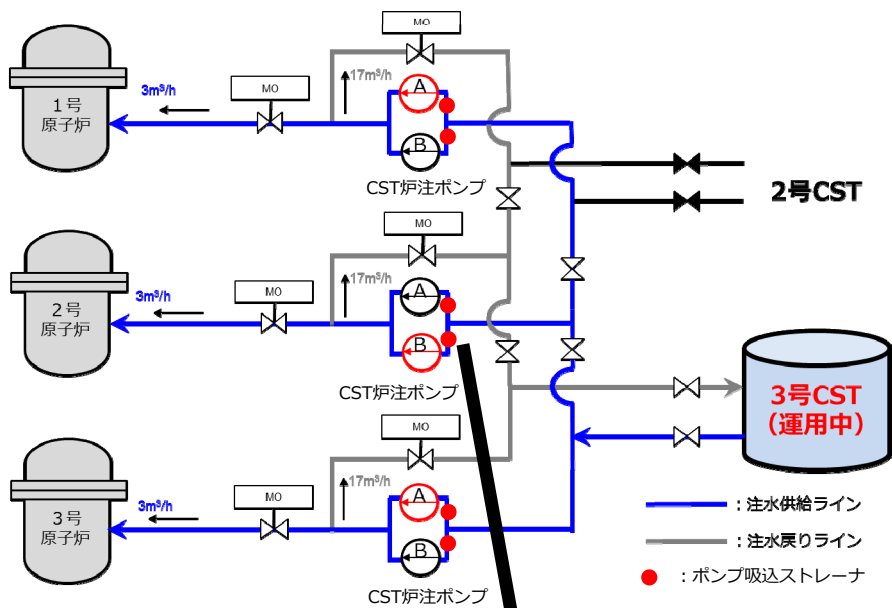 MO
17m³/h
A
3m³/h
MO
1号
原子炉
B
CST炉注ポンプ
2号CST
MO
17m³/h
3m³/h
MO
A
2号
原子炉
B
CST炉注ポンプ
3号CST
(運用中)
MO
17m³/h
3m³/h
MO
A
3号
原子炉
B
CST炉注ポンプ
：注水供給ライン
：注水戻りライン
：ポンプ吸込ストレーナ